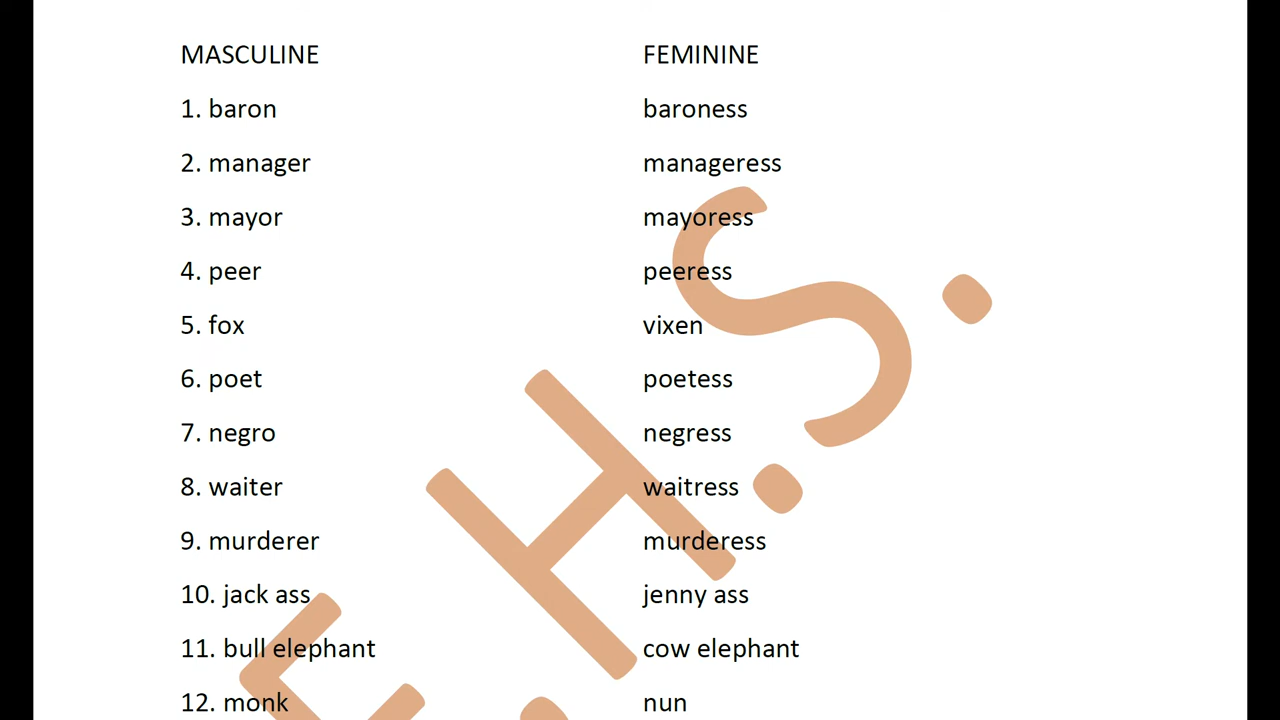 MASCULINE FEMININE
1. baron baroness
2. manager manageress
3. mayor mayoress
4. peer peeress
5. fox vixen
6. poet poetess
7. negro negress
8. waiter waitress
9. murderer murderess
10. jack ass jenny ass
11. bull elephant cow elephant
12. monk nun
H.S.